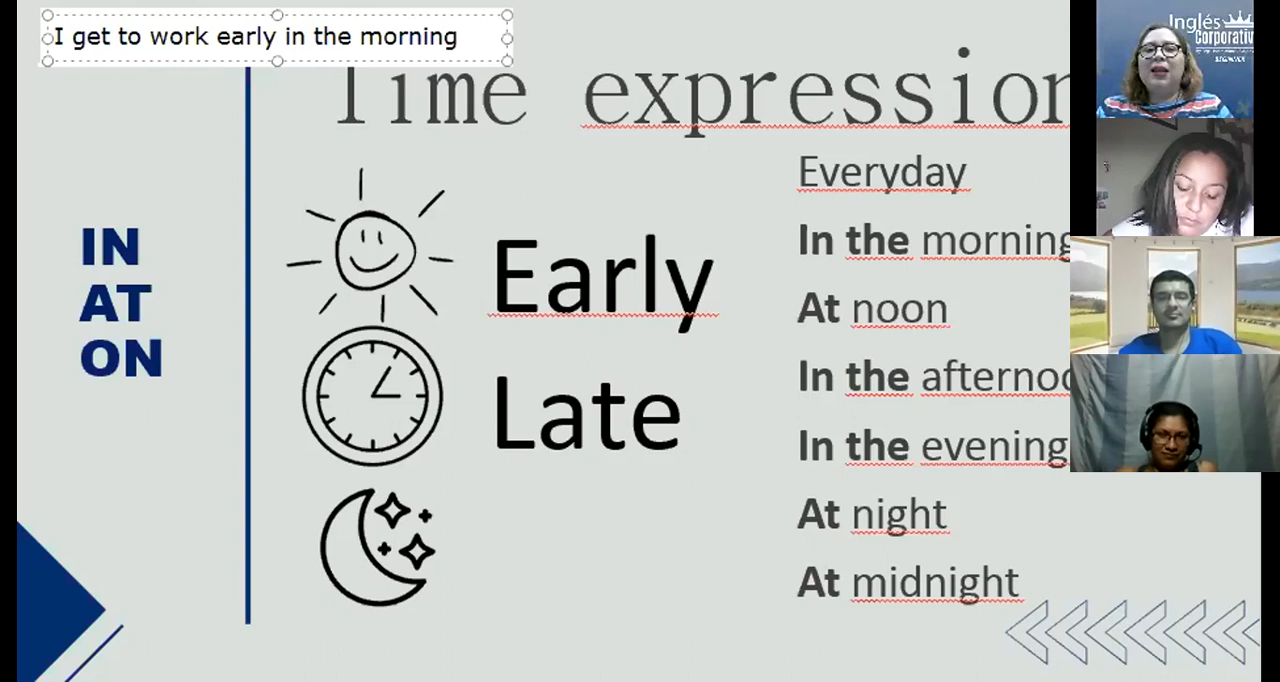 I get to work early in the morning
Time expression
IN
AT
ON
Early
Late
Everyday
In the morning
At noon
In the afternoo
In the evening
At night
At midnight
Inglés
Corporativ
BEGINNER